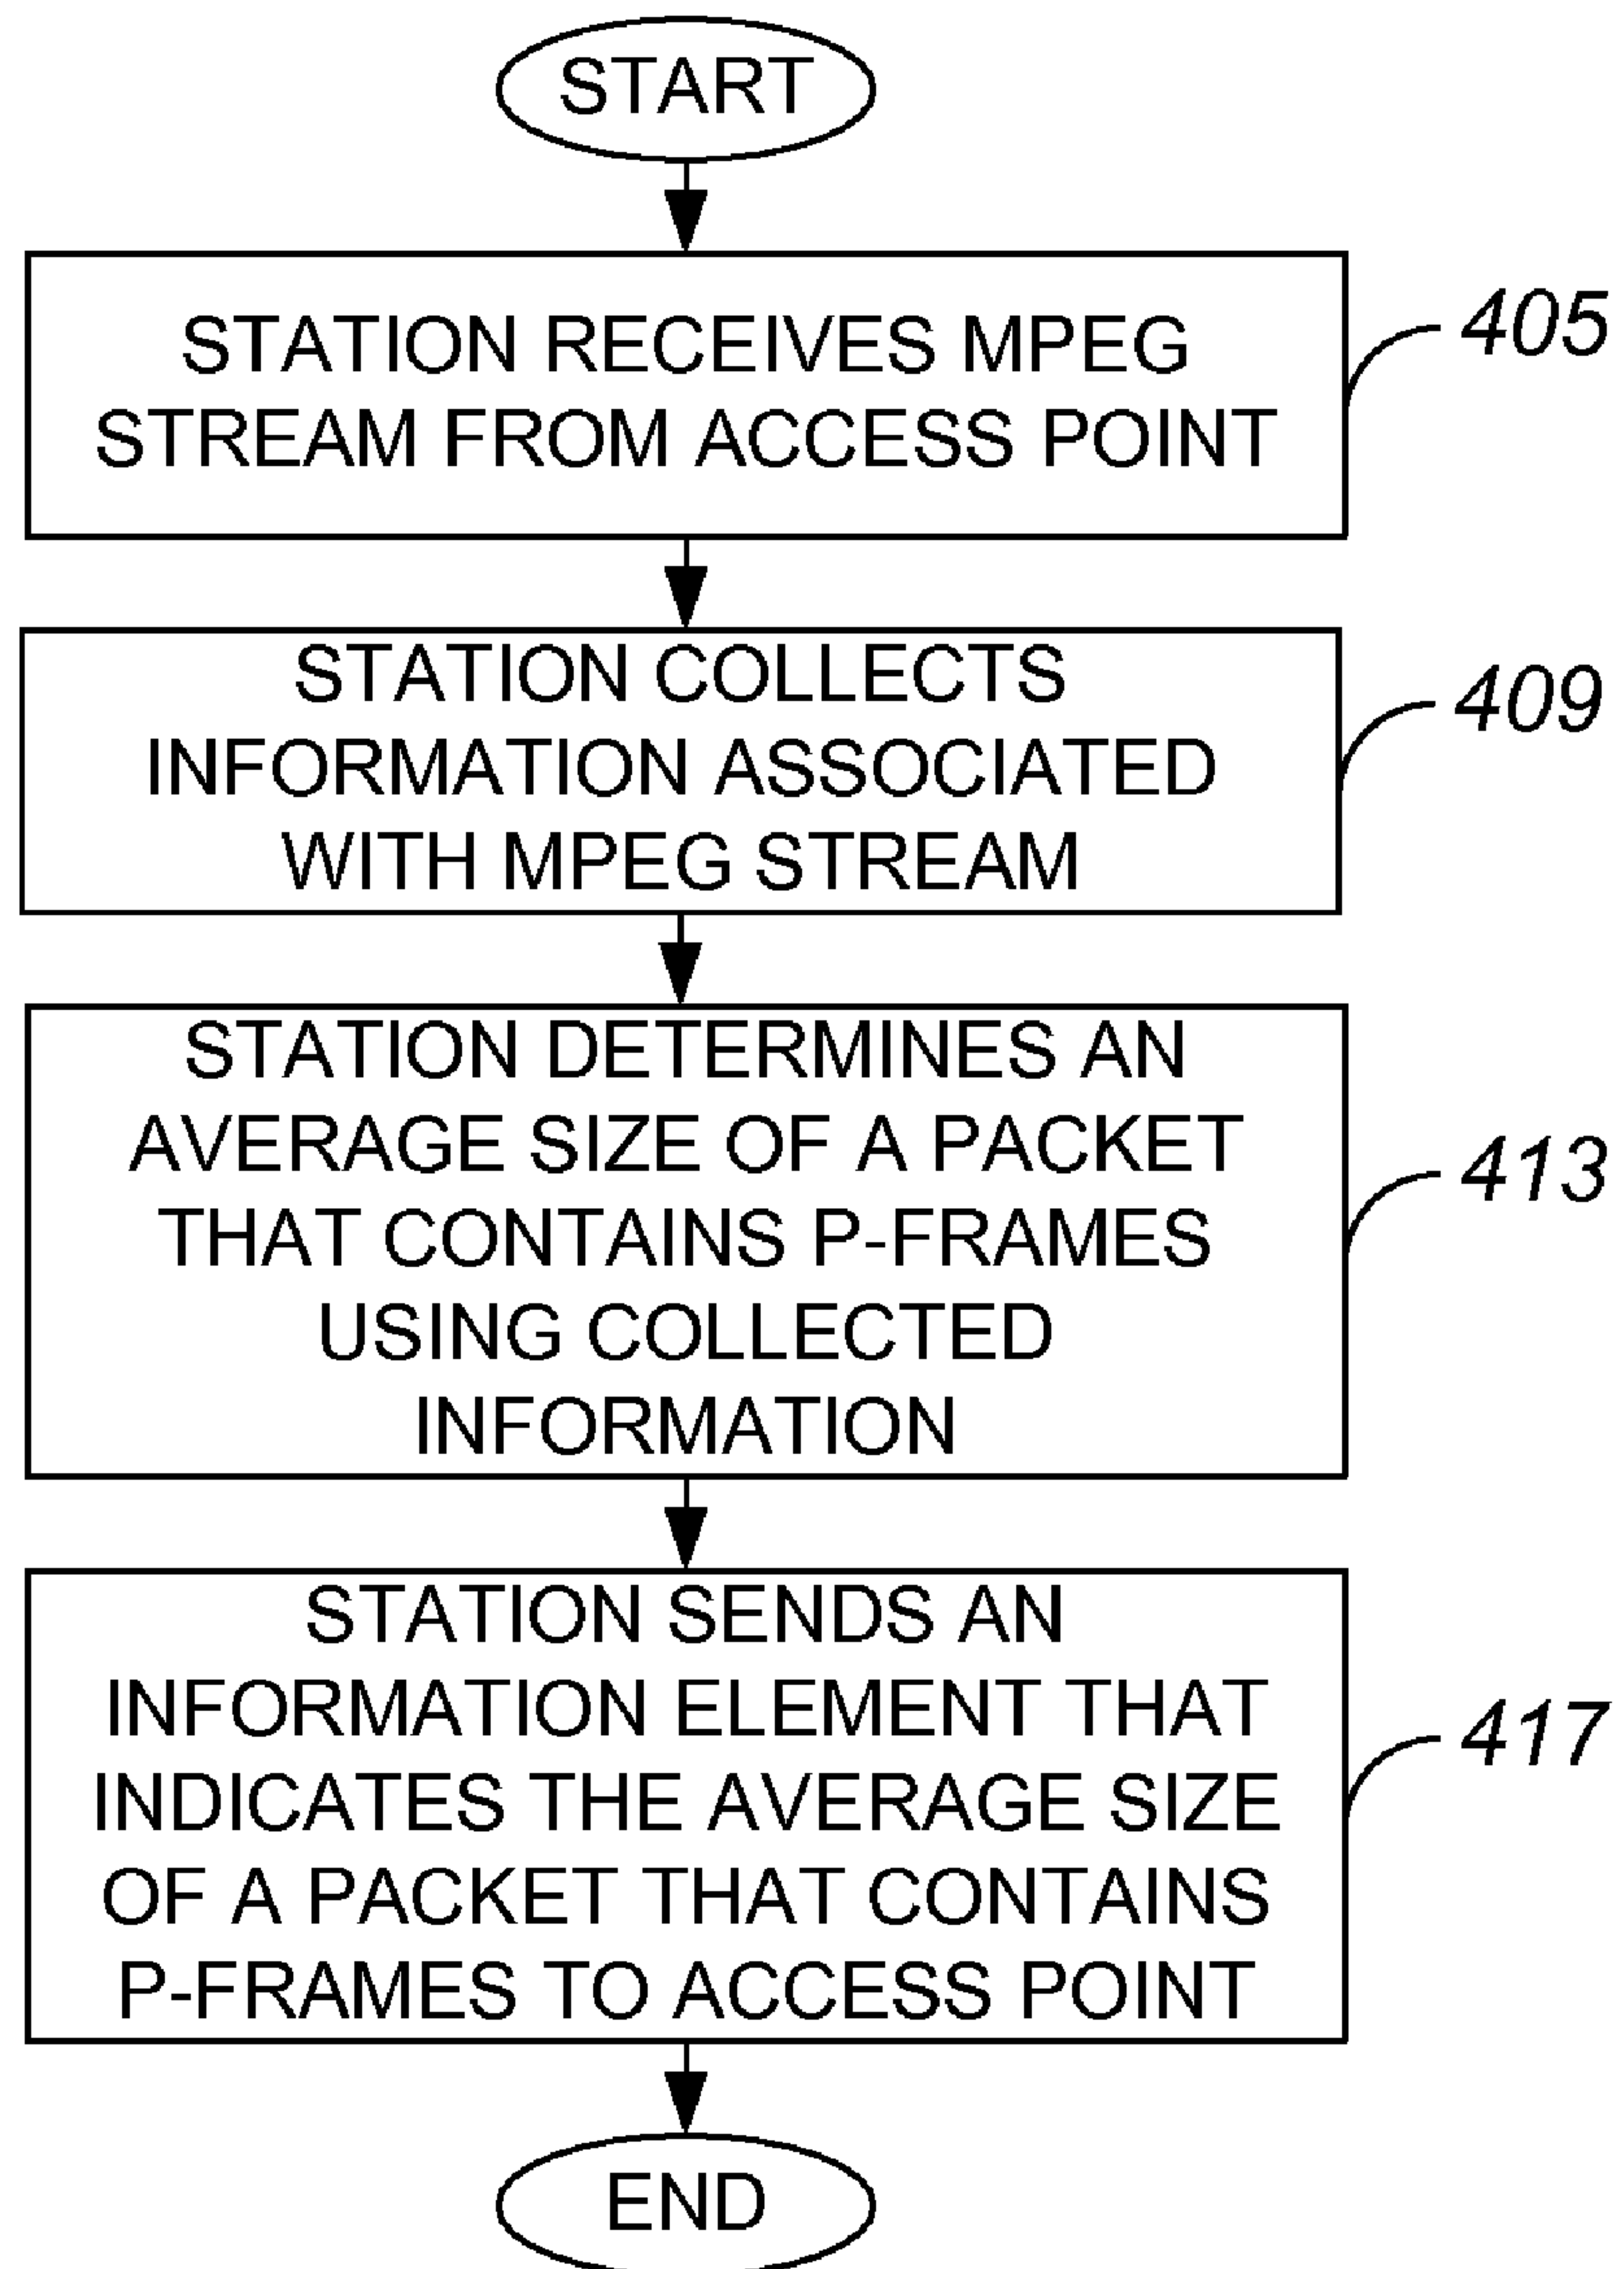 START
STATION RECEIVES MPEG
STREAM FROM ACCESS POINT
405
STATION COLLECTS
INFORMATION ASSOCIATED
WITH MPEG STREAM
409
STATION DETERMINES AN
AVERAGE SIZE OF A PACKET
THAT CONTAINS P-FRAMES
USING COLLECTED
INFORMATION
413
STATION SENDS AN
INFORMATION ELEMENT THAT
INDICATES THE AVERAGE SIZE
OF A PACKET THAT CONTAINS
P-FRAMES TO ACCESS POINT
417
END